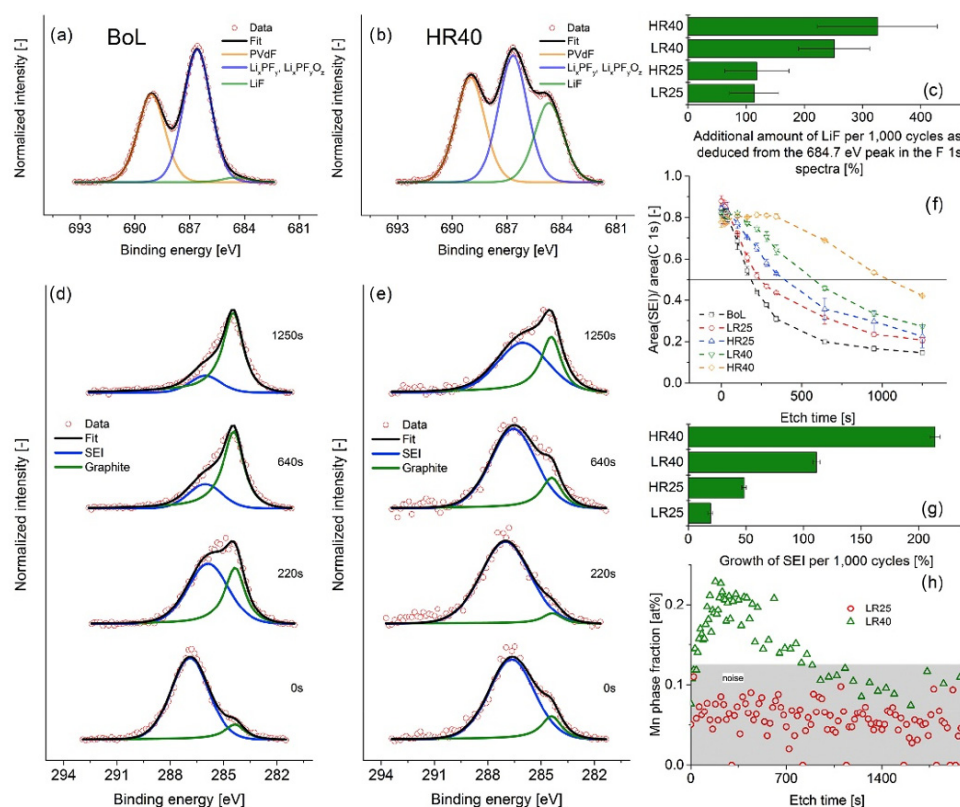 (a) BoL
Data
Fit
PVdF
LixPFy, LixPFyOz
LiF
Normalized intensity [-]
693 690 687 684 681
Binding energy [eV]
(b) HR40
Data
Fit
PVdF
LixPFy, LixPFyOz
LiF
Normalized intensity [-]
693 690 687 684 681
Binding energy [eV]
HR40
LR40
HR25
LR25
(c)
0 100 200 300 400
Additional amount of LiF per 1,000 cycles as
deduced from the 684.7 eV peak in the F 1s
spectra [%]
(d)
1250s
Data
Fit
SEI
Graphite
640s
220s
0s
Normalized intensity [-]
294 291 288 285 282
Binding energy [eV]
(e)
1250s
Data
Fit
SEI
Graphite
640s
220s
0s
Normalized intensity [-]
294 291 288 285 282
Binding energy [eV]
(f)
Area(SEI)/ area(C 1s) [-]
0.8
0.6
0.4
0.2
0.0
BoL
LR25
HR25
LR40
HR40
0 500 1000
Etch time [s]
HR40
LR40
HR25
LR25
(g)
0 50 100 150 200
Growth of SEI per 1,000 cycles [%]
(h)
Mn phase fraction [at%]
0.2
0.1
0.0
LR25
LR40
noise
0 700 1400
Etch time [s]